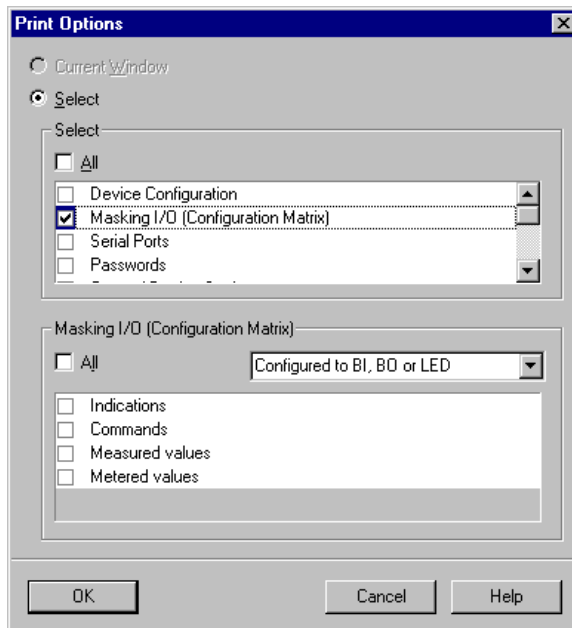 Print Options
Current Window
Select
Select
All
Device Configuration
Masking I/O (Configuration Matrix)
Serial Ports
Passwords
Masking I/O (Configuration Matrix)
All
Configured to BI, BO or LED
Indications
Commands
Measured values
Metered values
OK
Cancel
Help